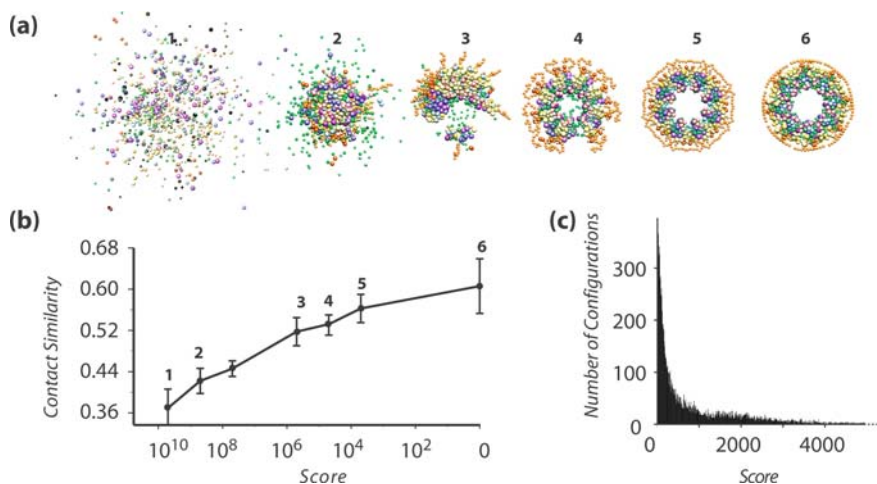 (a)
1 2 3 4 5 6
(b)
Contact Similarity
0.68
0.60
0.52
0.44
0.36
1 2 3 4 5 6
10^10 10^8 10^6 10^4 10^2 0
Score
(c)
Number of Configurations
300
200
100
0 2000 4000
Score